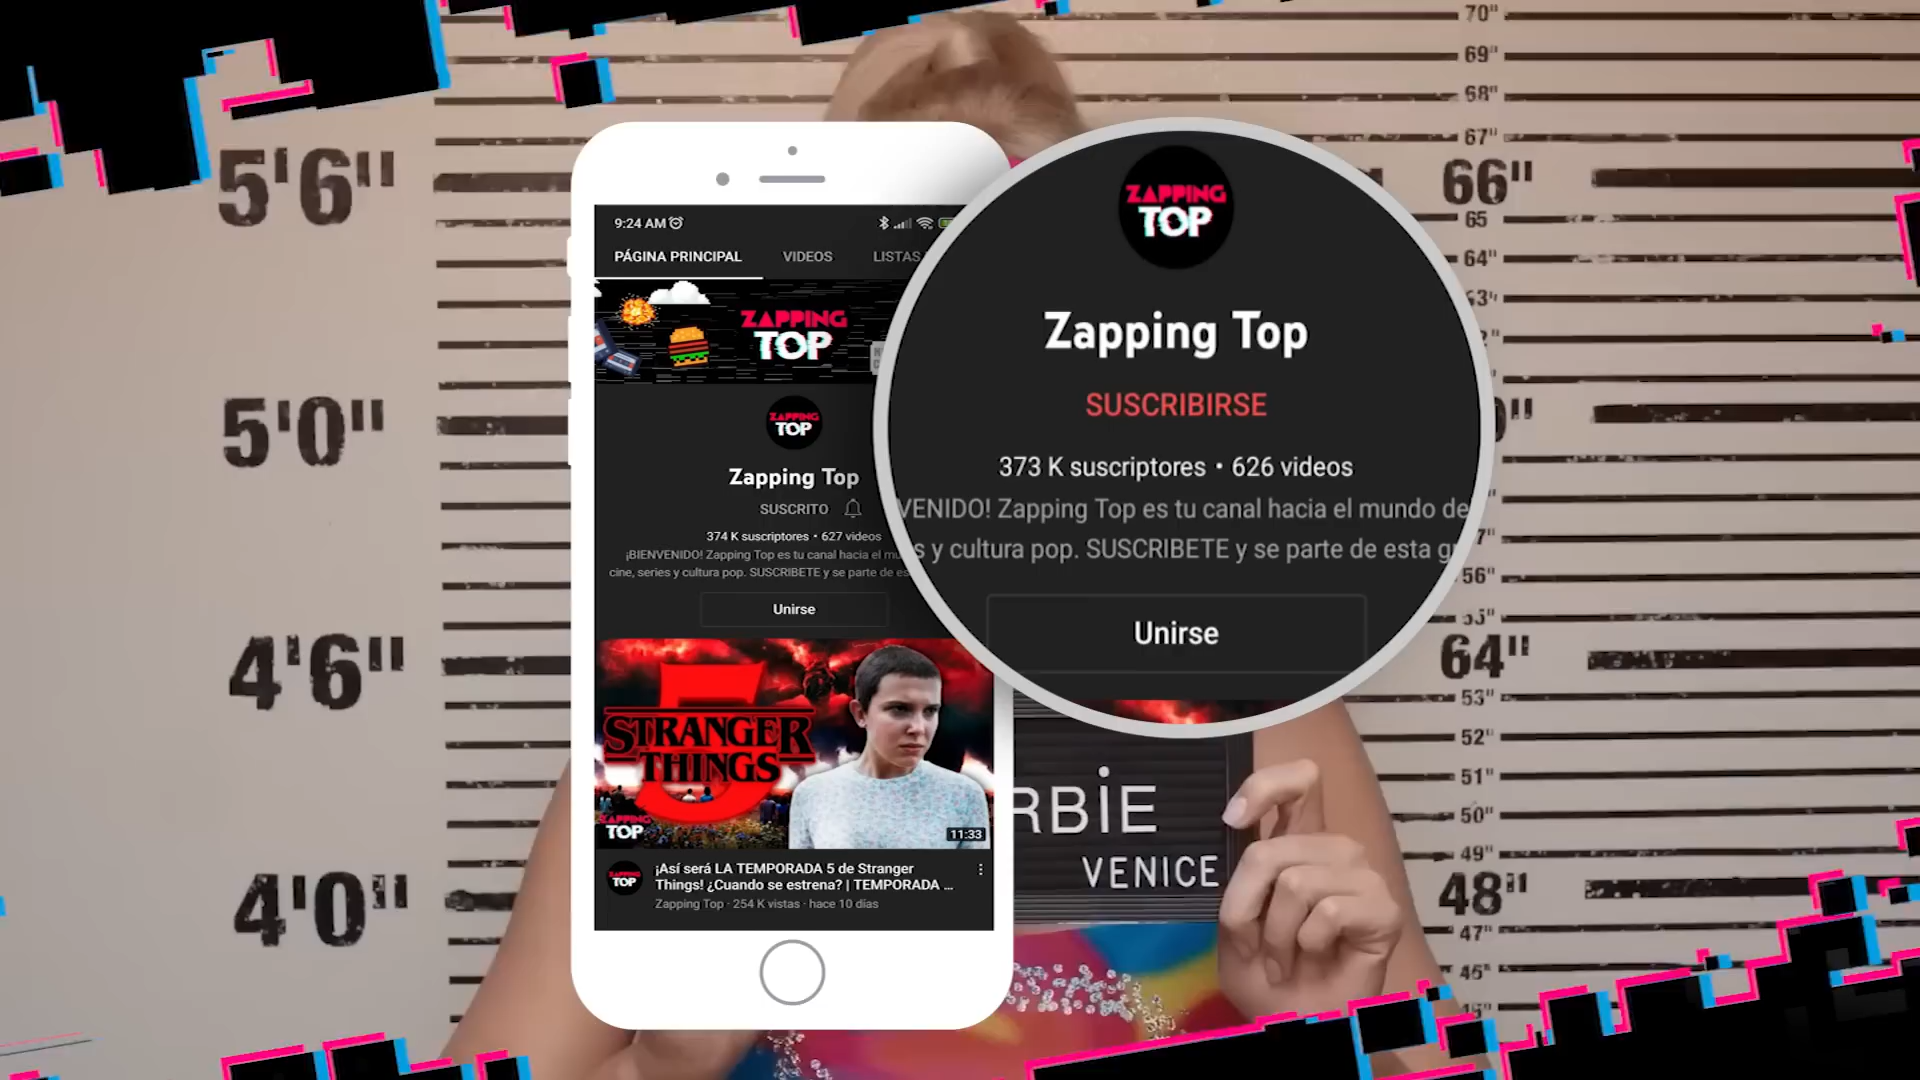 5'6"
5'0"
4'6"
4'0"
9:24 AM
PÁGINA PRINCIPAL
VIDEOS
LISTAS
ZAPPING
TOP
ZAPPING
TOP
Zapping Top
SUSCRITO
374 K suscriptores • 627 videos
¡BIENVENIDO! Zapping Top es tu canal hacia el
cine, series y cultura pop. SUSCRIBETE y se parte de
Unirse
5
STRANGER
THINGS
ZAPPING
TOP
11:33
ZAPPING
TOP
¡Así será LA TEMPORADA 5 de Stranger
Things! ¿Cuando se estrena? | TEMPORADA ...
Zapping Top · 254 K vistas · hace 10 días
ZAPPING
TOP
Zapping Top
SUSCRIBIRSE
373 K suscriptores • 626 videos
VENIDO! Zapping Top es tu canal hacia el mundo de
s y cultura pop. SUSCRIBETE y se parte de esta
Unirse
RBiE
VENICE
70"
69"
68"
67"
66"
65
64"
56"
64"
53"
52"
51"
50"
49"
48"
47"